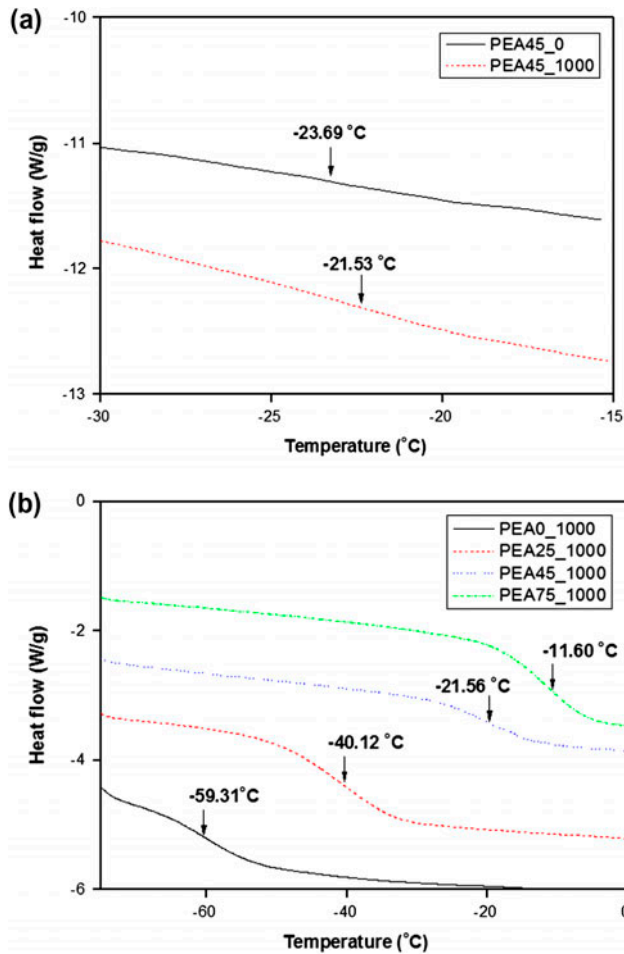 (a)
-10
PEA45_0
PEA45_1000
-11
-23.69 °C
Heat flow (W/g)
-12
-21.53 °C
-13
-30
-25
-20
-15
Temperature (°C)
(b)
0
PEA0_1000
PEA25_1000
PEA45_1000
PEA75_1000
-2
-11.60 °C
-21.56 °C
Heat flow (W/g)
-4
-40.12 °C
-59.31°C
-6
-60
-40
-20
0
Temperature (°C)